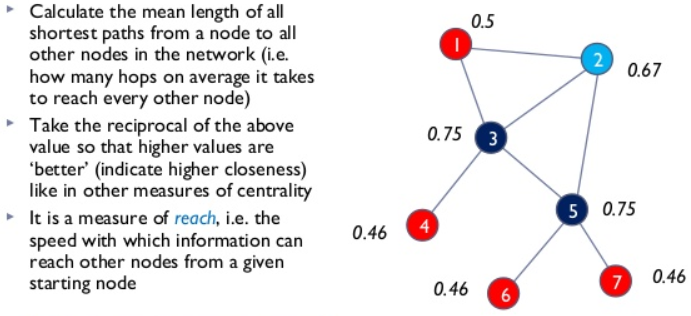 Calculate the mean length of all
shortest paths from a node to all
other nodes in the network (i.e.
how many hops on average it takes
to reach every other node)
Take the reciprocal of the above
value so that higher values are
‘better’ (indicate higher closeness)
like in other measures of centrality
It is a measure of reach, i.e. the
speed with which information can
reach other nodes from a given
starting node
0.5
1
2
0.67
0.75
3
5
0.75
4
0.46
7
0.46
0.46
6